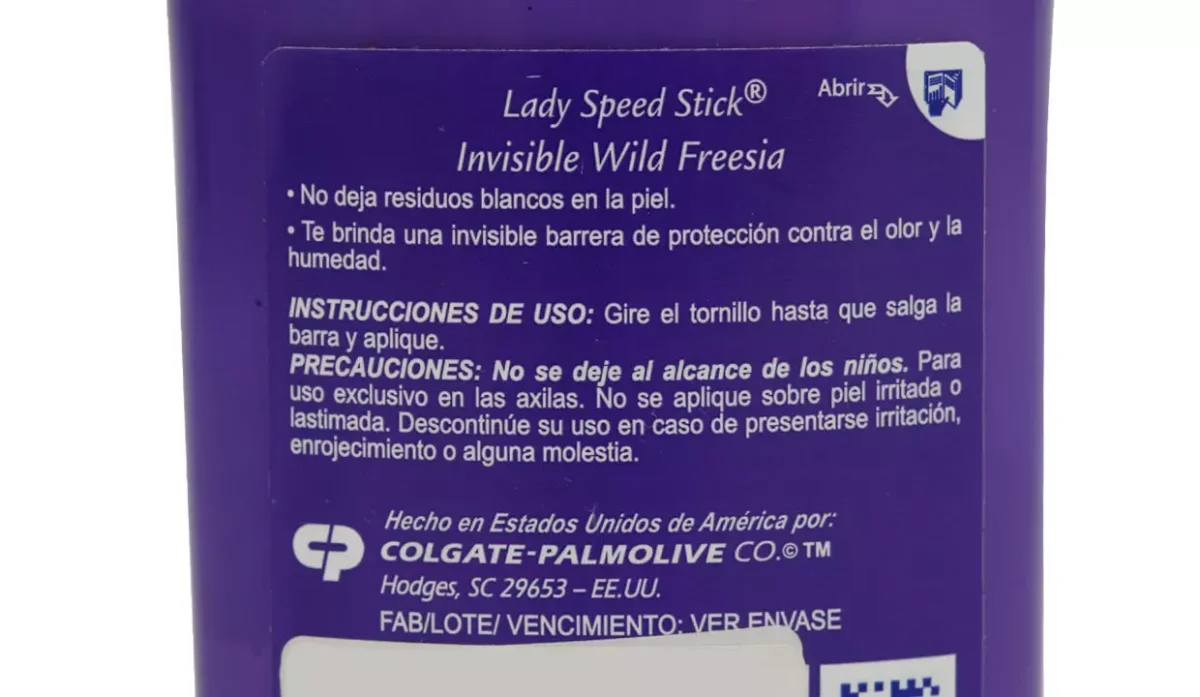 Lady Speed Stick®
Abrir
Invisible Wild Freesia
• No deja residuos blancos en la piel.
• Te brinda una invisible barrera de protección contra el olor y la
humedad.
INSTRUCCIONES DE USO: Gire el tornillo hasta que salga la
barra y aplique.
PRECAUCIONES: No se deje al alcance de los niños. Para
uso exclusivo en las axilas. No se aplique sobre piel irritada o
lastimada. Descontinúe su uso en caso de presentarse irritación,
enrojecimiento o alguna molestia.
Hecho en Estados Unidos de América por:
CP
COLGATE-PALMOLIVE CO.© TM
Hodges, SC 29653 – EE.UU.
FAB/LOTE/ VENCIMIENTO: VER ENVASE